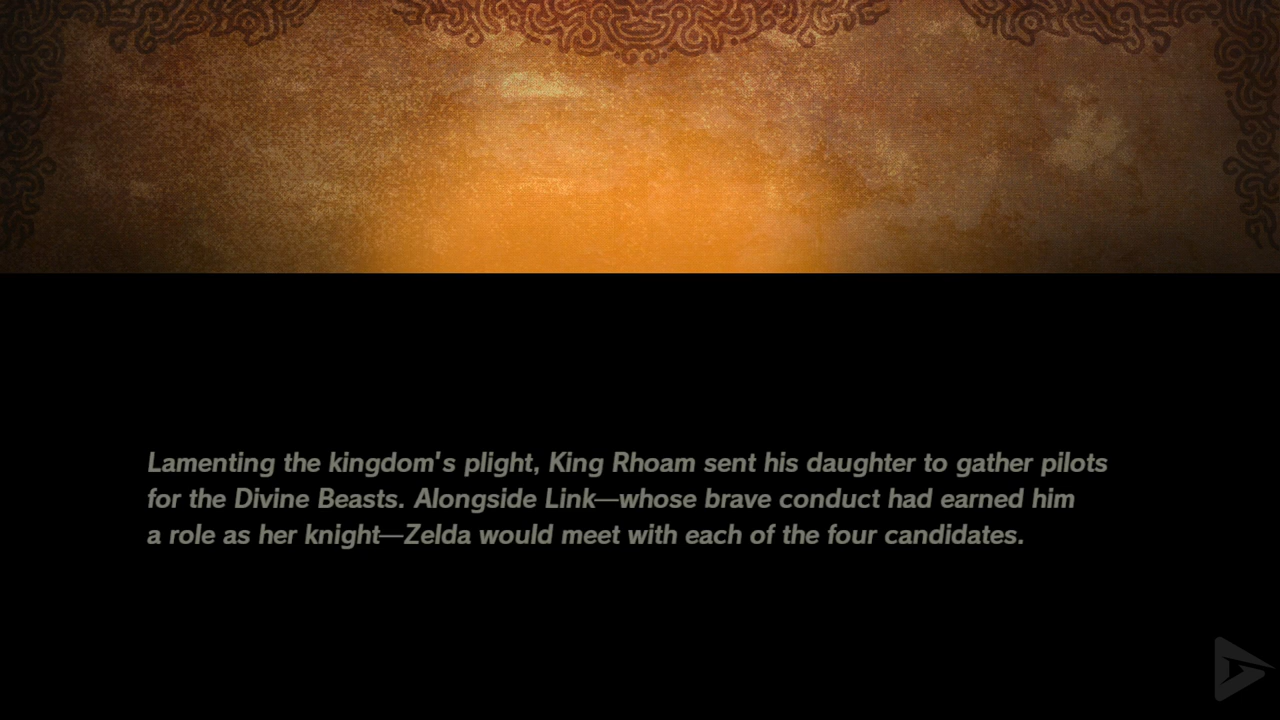 Lamenting the kingdom's plight, King Rhoam sent his daughter to gather pilots
for the Divine Beasts. Alongside Link—whose brave conduct had earned him
a role as her knight—Zelda would meet with each of the four candidates.